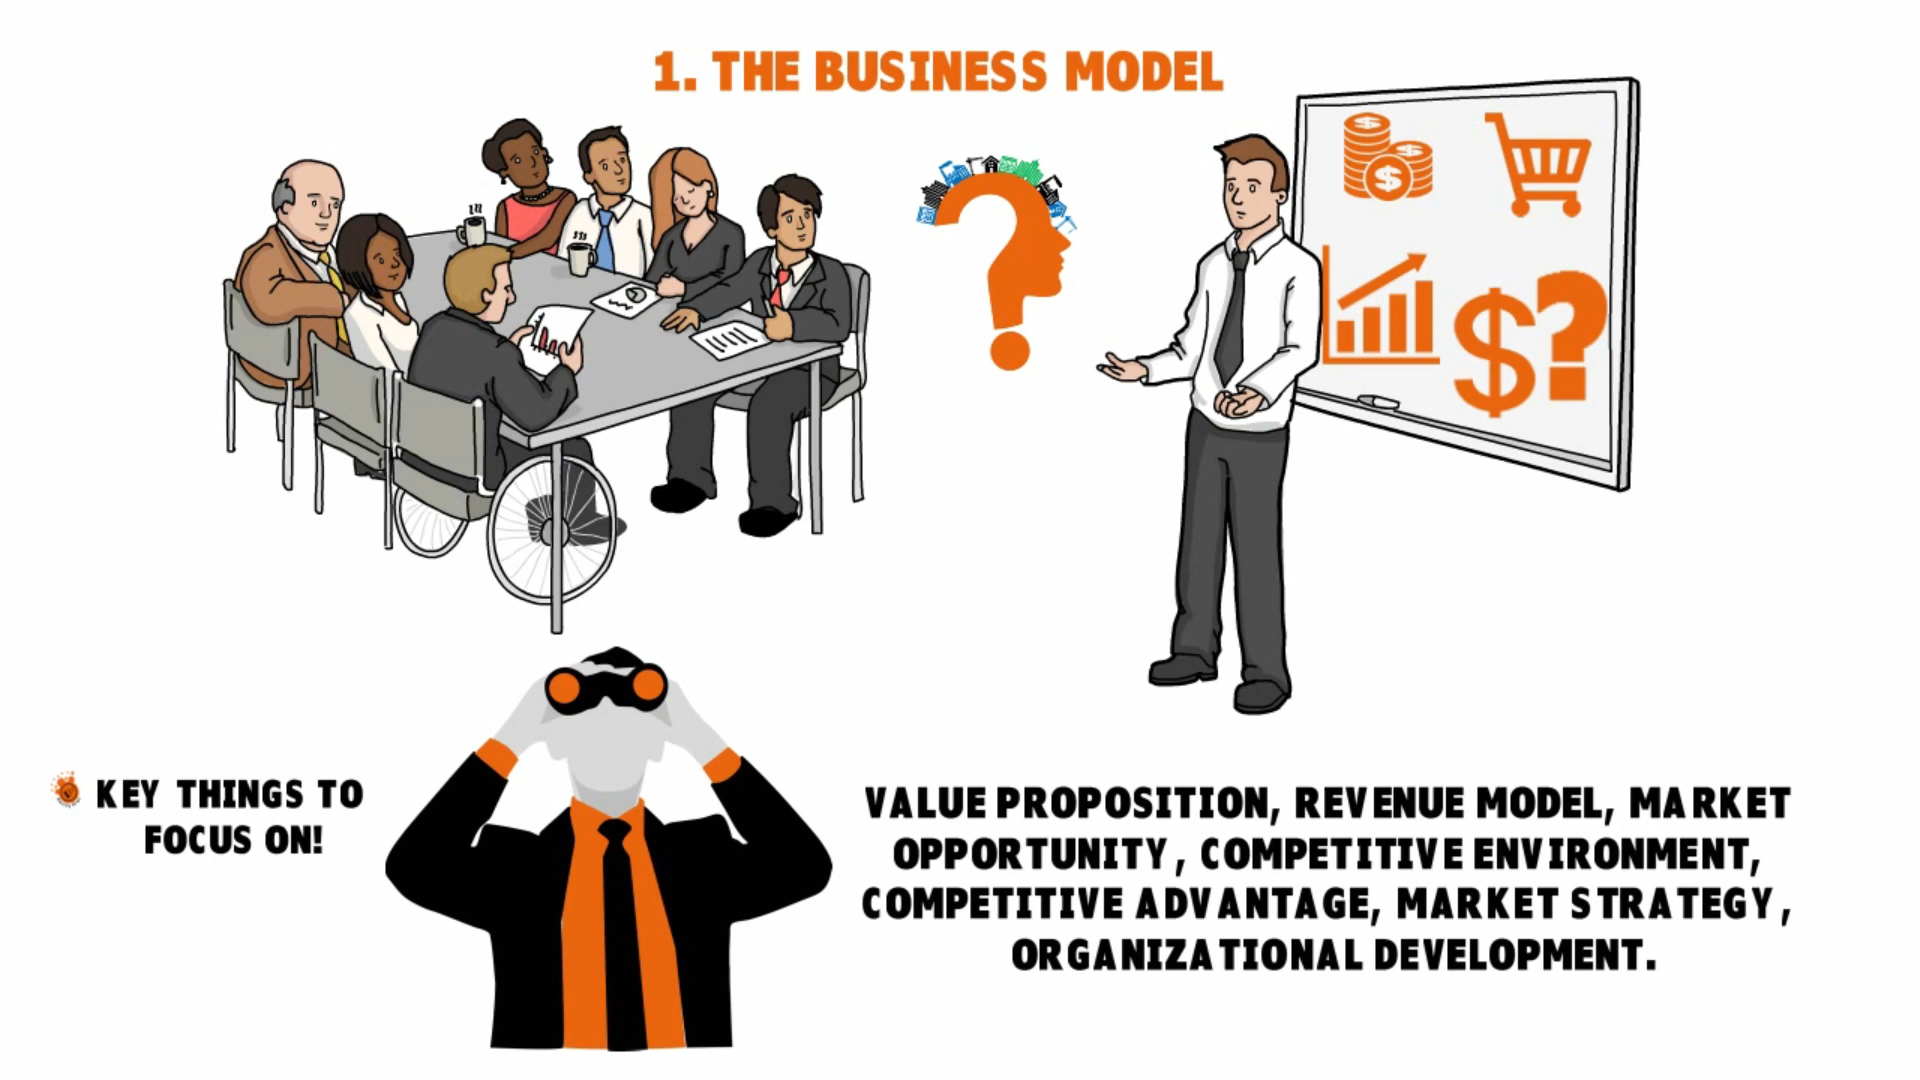 1. THE BUSINESS MODEL
$
$
$
$?
KEY THINGS TO
FOCUS ON!
VALUE PROPOSITION, REVENUE MODEL, MARKET
OPPORTUNITY, COMPETITIVE ENVIRONMENT,
COMPETITIVE ADVANTAGE, MARKET STRATEGY,
ORGANIZATIONAL DEVELOPMENT.